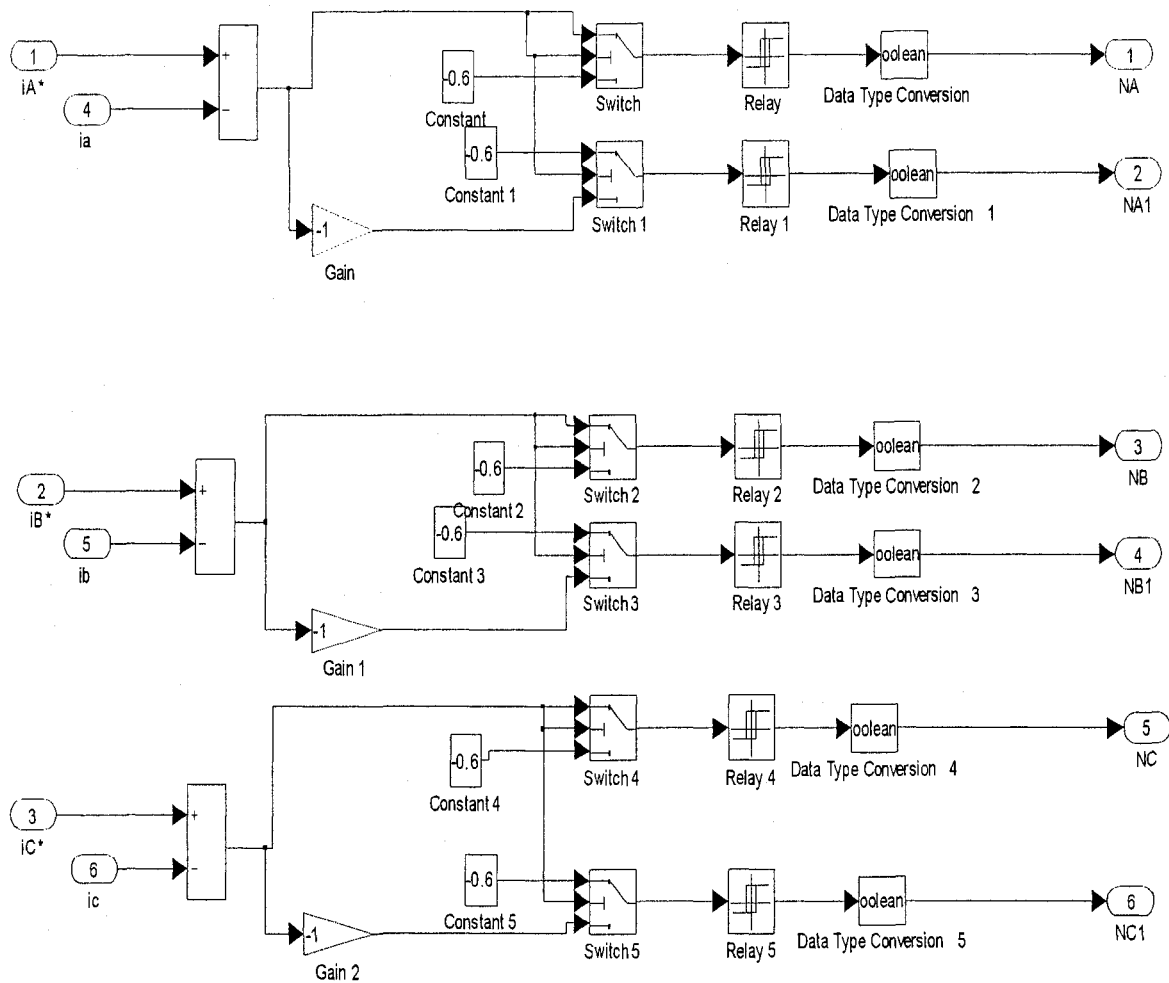 1
iA*
4
ia
+
−
-0.6
Constant
-0.6
Constant 1
-1
Gain
Switch
Switch 1
Relay
Relay 1
oolean
Data Type Conversion
oolean
Data Type Conversion 1
1
NA
2
NA1
2
iB*
5
ib
+
−
-0.6
Constant 2
-0.6
Constant 3
-1
Gain 1
Switch 2
Switch 3
Relay 2
Relay 3
oolean
Data Type Conversion 2
oolean
Data Type Conversion 3
3
NB
4
NB1
3
iC*
6
ic
+
−
-0.6
Constant 4
-0.6
Constant 5
-1
Gain 2
Switch 4
Switch 5
Relay 4
Relay 5
oolean
Data Type Conversion 4
oolean
Data Type Conversion 5
5
NC
6
NC1